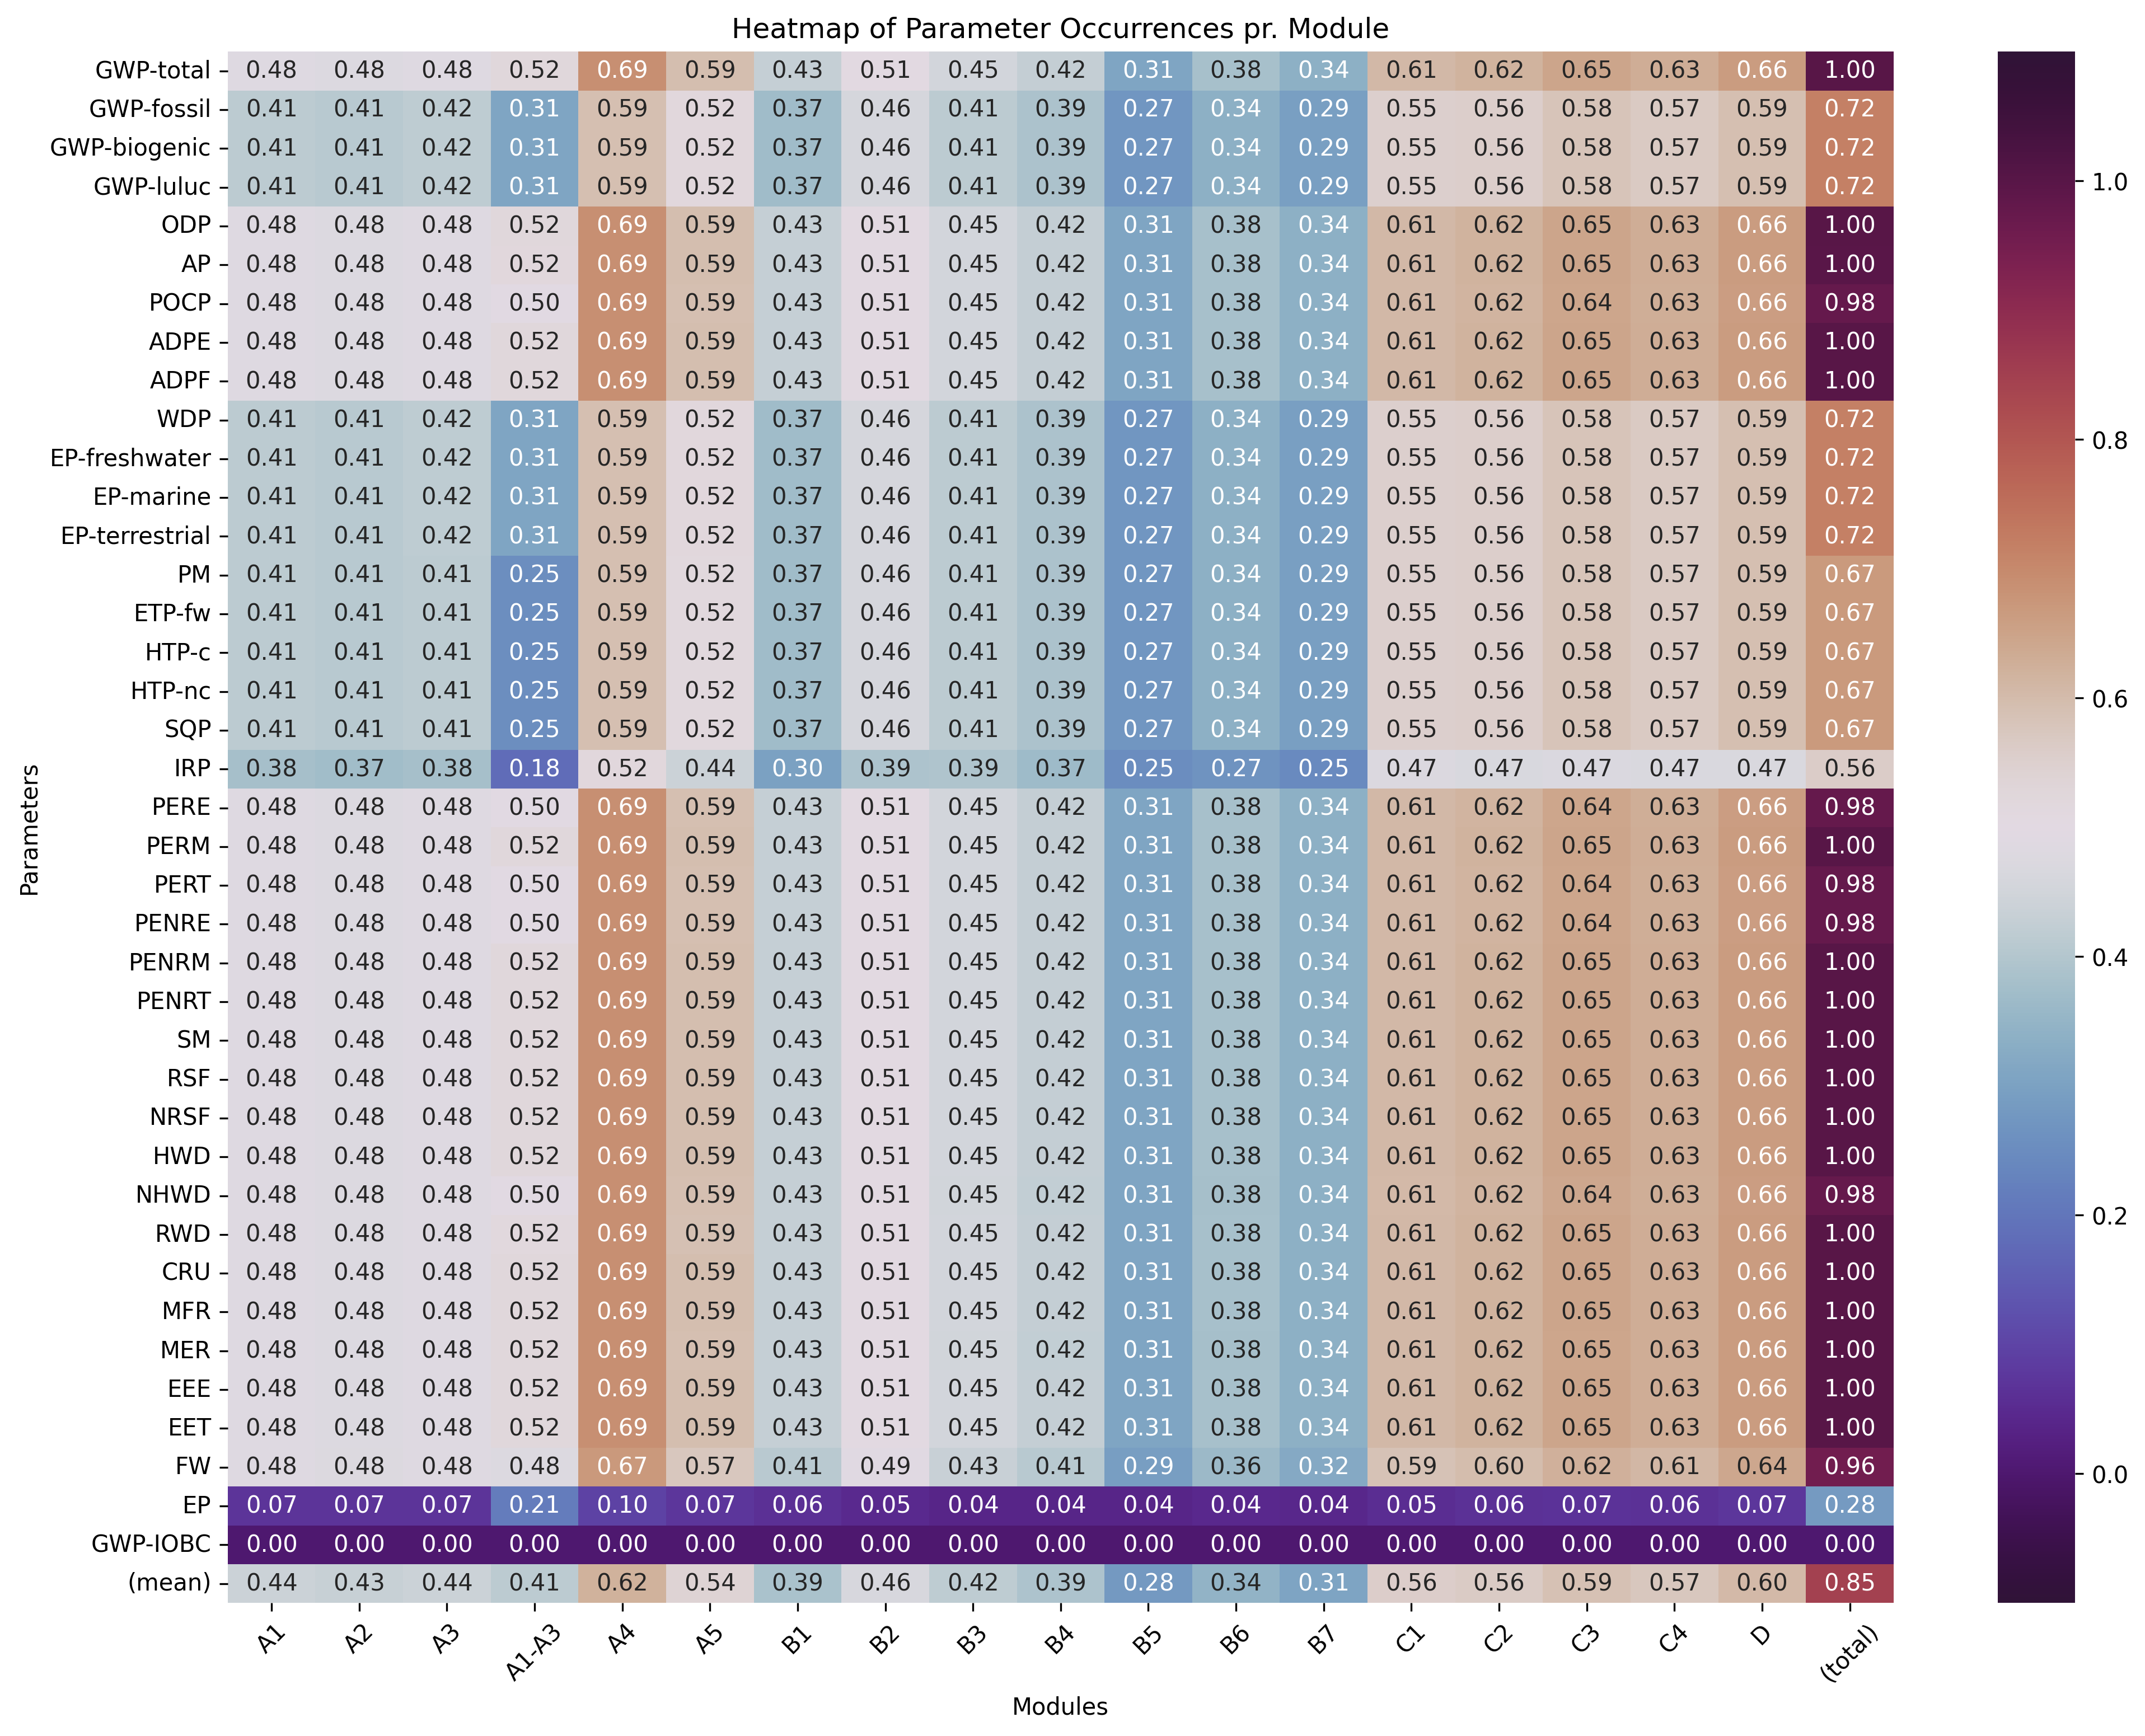 Heatmap of Parameter Occurrences pr. Module
GWP-total 0.48 0.48 0.48 0.52 0.69 0.59 0.43 0.51 0.45 0.42 0.31 0.38 0.34 0.61 0.62 0.65 0.63 0.66 1.00
GWP-fossil 0.41 0.41 0.42 0.31 0.59 0.52 0.37 0.46 0.41 0.39 0.27 0.34 0.29 0.55 0.56 0.58 0.57 0.59 0.72
GWP-biogenic 0.41 0.41 0.42 0.31 0.59 0.52 0.37 0.46 0.41 0.39 0.27 0.34 0.29 0.55 0.56 0.58 0.57 0.59 0.72
GWP-luluc 0.41 0.41 0.42 0.31 0.59 0.52 0.37 0.46 0.41 0.39 0.27 0.34 0.29 0.55 0.56 0.58 0.57 0.59 0.72
ODP 0.48 0.48 0.48 0.52 0.69 0.59 0.43 0.51 0.45 0.42 0.31 0.38 0.34 0.61 0.62 0.65 0.63 0.66 1.00
AP 0.48 0.48 0.48 0.52 0.69 0.59 0.43 0.51 0.45 0.42 0.31 0.38 0.34 0.61 0.62 0.65 0.63 0.66 1.00
POCP 0.48 0.48 0.48 0.50 0.69 0.59 0.43 0.51 0.45 0.42 0.31 0.38 0.34 0.61 0.62 0.64 0.63 0.66 0.98
ADPE 0.48 0.48 0.48 0.52 0.69 0.59 0.43 0.51 0.45 0.42 0.31 0.38 0.34 0.61 0.62 0.65 0.63 0.66 1.00
ADPF 0.48 0.48 0.48 0.52 0.69 0.59 0.43 0.51 0.45 0.42 0.31 0.38 0.34 0.61 0.62 0.65 0.63 0.66 1.00
WDP 0.41 0.41 0.42 0.31 0.59 0.52 0.37 0.46 0.41 0.39 0.27 0.34 0.29 0.55 0.56 0.58 0.57 0.59 0.72
EP-freshwater 0.41 0.41 0.42 0.31 0.59 0.52 0.37 0.46 0.41 0.39 0.27 0.34 0.29 0.55 0.56 0.58 0.57 0.59 0.72
EP-marine 0.41 0.41 0.42 0.31 0.59 0.52 0.37 0.46 0.41 0.39 0.27 0.34 0.29 0.55 0.56 0.58 0.57 0.59 0.72
EP-terrestrial 0.41 0.41 0.42 0.31 0.59 0.52 0.37 0.46 0.41 0.39 0.27 0.34 0.29 0.55 0.56 0.58 0.57 0.59 0.72
PM 0.41 0.41 0.41 0.25 0.59 0.52 0.37 0.46 0.41 0.39 0.27 0.34 0.29 0.55 0.56 0.58 0.57 0.59 0.67
ETP-fw 0.41 0.41 0.41 0.25 0.59 0.52 0.37 0.46 0.41 0.39 0.27 0.34 0.29 0.55 0.56 0.58 0.57 0.59 0.67
HTP-c 0.41 0.41 0.41 0.25 0.59 0.52 0.37 0.46 0.41 0.39 0.27 0.34 0.29 0.55 0.56 0.58 0.57 0.59 0.67
HTP-nc 0.41 0.41 0.41 0.25 0.59 0.52 0.37 0.46 0.41 0.39 0.27 0.34 0.29 0.55 0.56 0.58 0.57 0.59 0.67
SQP 0.41 0.41 0.41 0.25 0.59 0.52 0.37 0.46 0.41 0.39 0.27 0.34 0.29 0.55 0.56 0.58 0.57 0.59 0.67
IRP 0.38 0.37 0.38 0.18 0.52 0.44 0.30 0.39 0.39 0.37 0.25 0.27 0.25 0.47 0.47 0.47 0.47 0.47 0.56
PERE 0.48 0.48 0.48 0.50 0.69 0.59 0.43 0.51 0.45 0.42 0.31 0.38 0.34 0.61 0.62 0.64 0.63 0.66 0.98
PERM 0.48 0.48 0.48 0.52 0.69 0.59 0.43 0.51 0.45 0.42 0.31 0.38 0.34 0.61 0.62 0.65 0.63 0.66 1.00
PERT 0.48 0.48 0.48 0.50 0.69 0.59 0.43 0.51 0.45 0.42 0.31 0.38 0.34 0.61 0.62 0.64 0.63 0.66 0.98
PENRE 0.48 0.48 0.48 0.50 0.69 0.59 0.43 0.51 0.45 0.42 0.31 0.38 0.34 0.61 0.62 0.64 0.63 0.66 0.98
PENRM 0.48 0.48 0.48 0.52 0.69 0.59 0.43 0.51 0.45 0.42 0.31 0.38 0.34 0.61 0.62 0.65 0.63 0.66 1.00
PENRT 0.48 0.48 0.48 0.52 0.69 0.59 0.43 0.51 0.45 0.42 0.31 0.38 0.34 0.61 0.62 0.65 0.63 0.66 1.00
SM 0.48 0.48 0.48 0.52 0.69 0.59 0.43 0.51 0.45 0.42 0.31 0.38 0.34 0.61 0.62 0.65 0.63 0.66 1.00
RSF 0.48 0.48 0.48 0.52 0.69 0.59 0.43 0.51 0.45 0.42 0.31 0.38 0.34 0.61 0.62 0.65 0.63 0.66 1.00
NRSF 0.48 0.48 0.48 0.52 0.69 0.59 0.43 0.51 0.45 0.42 0.31 0.38 0.34 0.61 0.62 0.65 0.63 0.66 1.00
HWD 0.48 0.48 0.48 0.52 0.69 0.59 0.43 0.51 0.45 0.42 0.31 0.38 0.34 0.61 0.62 0.65 0.63 0.66 1.00
NHWD 0.48 0.48 0.48 0.50 0.69 0.59 0.43 0.51 0.45 0.42 0.31 0.38 0.34 0.61 0.62 0.64 0.63 0.66 0.98
RWD 0.48 0.48 0.48 0.52 0.69 0.59 0.43 0.51 0.45 0.42 0.31 0.38 0.34 0.61 0.62 0.65 0.63 0.66 1.00
CRU 0.48 0.48 0.48 0.52 0.69 0.59 0.43 0.51 0.45 0.42 0.31 0.38 0.34 0.61 0.62 0.65 0.63 0.66 1.00
MFR 0.48 0.48 0.48 0.52 0.69 0.59 0.43 0.51 0.45 0.42 0.31 0.38 0.34 0.61 0.62 0.65 0.63 0.66 1.00
MER 0.48 0.48 0.48 0.52 0.69 0.59 0.43 0.51 0.45 0.42 0.31 0.38 0.34 0.61 0.62 0.65 0.63 0.66 1.00
EEE 0.48 0.48 0.48 0.52 0.69 0.59 0.43 0.51 0.45 0.42 0.31 0.38 0.34 0.61 0.62 0.65 0.63 0.66 1.00
EET 0.48 0.48 0.48 0.52 0.69 0.59 0.43 0.51 0.45 0.42 0.31 0.38 0.34 0.61 0.62 0.65 0.63 0.66 1.00
FW 0.48 0.48 0.48 0.48 0.67 0.57 0.41 0.49 0.43 0.41 0.29 0.36 0.32 0.59 0.60 0.62 0.61 0.64 0.96
EP 0.07 0.07 0.07 0.21 0.10 0.07 0.06 0.05 0.04 0.04 0.04 0.04 0.04 0.05 0.06 0.07 0.06 0.07 0.28
GWP-IOBC 0.00 0.00 0.00 0.00 0.00 0.00 0.00 0.00 0.00 0.00 0.00 0.00 0.00 0.00 0.00 0.00 0.00 0.00 0.00
(mean) 0.44 0.43 0.44 0.41 0.62 0.54 0.39 0.46 0.42 0.39 0.28 0.34 0.31 0.56 0.56 0.59 0.57 0.60 0.85
A1 A2 A3 A1-A3 A4 A5 B1 B2 B3 B4 B5 B6 B7 C1 C2 C3 C4 D (total)
Modules
Parameters
1.0
0.8
0.6
0.4
0.2
0.0